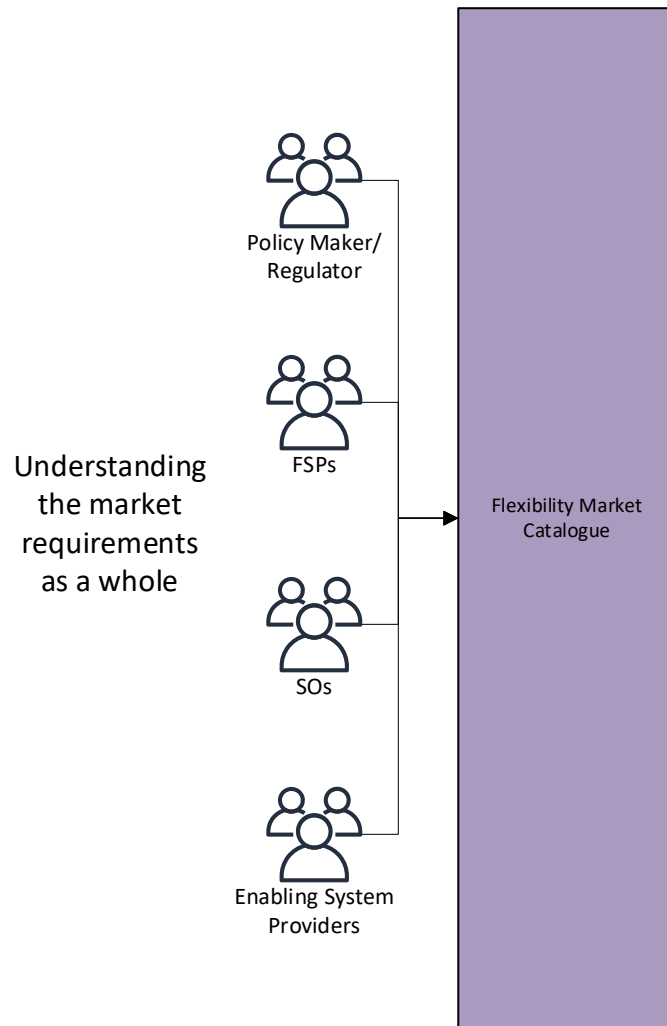 Policy Maker/
Regulator
FSPs
Understanding
the market
requirements
as a whole
Flexibility Market
Catalogue
SOs
Enabling System
Providers